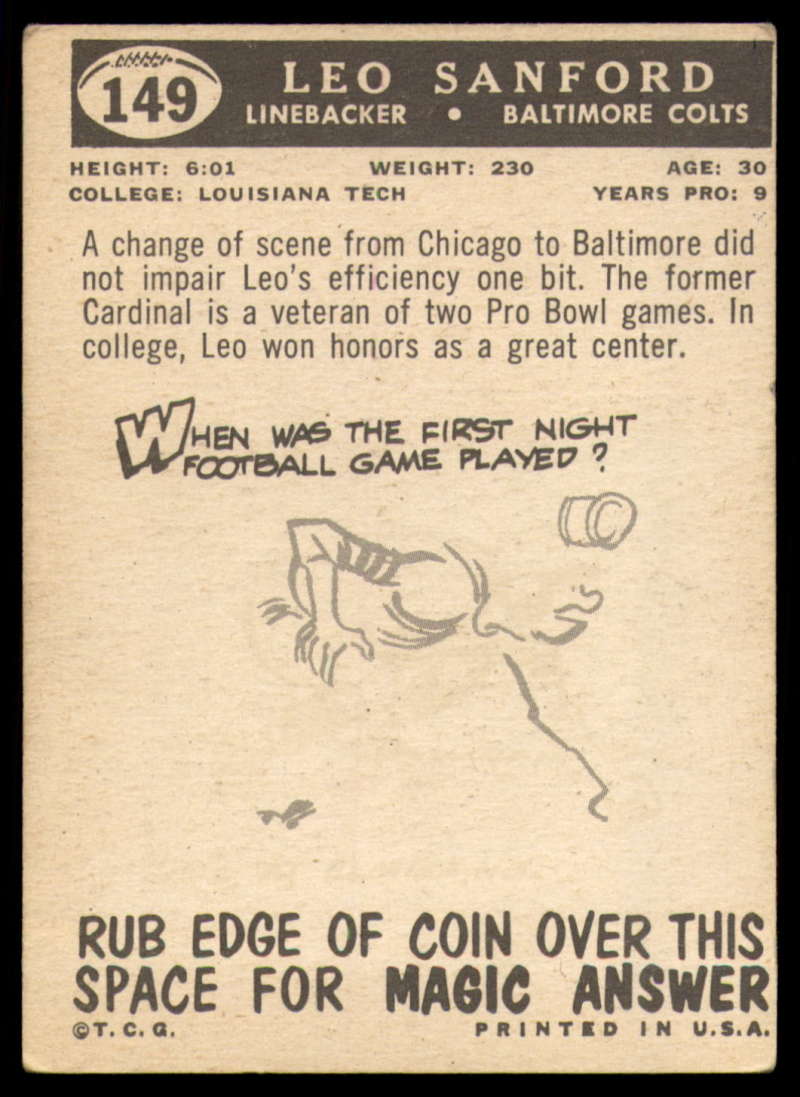 149
LEO SANFORD
LINEBACKER • BALTIMORE COLTS
HEIGHT: 6:01 WEIGHT: 230 AGE: 30
COLLEGE: LOUISIANA TECH YEARS PRO: 9
A change of scene from Chicago to Baltimore did
not impair Leo's efficiency one bit. The former
Cardinal is a veteran of two Pro Bowl games. In
college, Leo won honors as a great center.
WHEN WAS THE FIRST NIGHT
FOOTBALL GAME PLAYED?
RUB EDGE OF COIN OVER THIS
SPACE FOR MAGIC ANSWER
©T. C. G. PRINTED IN U.S.A.